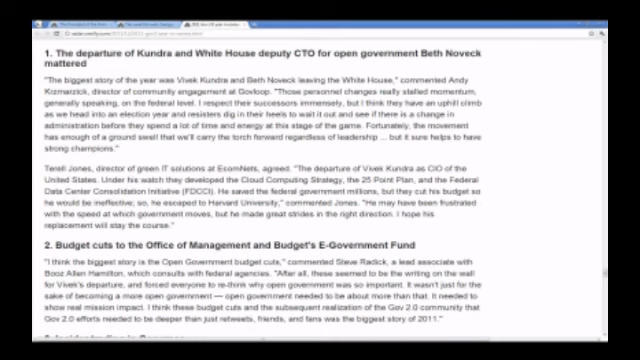 1. The departure of Kundra and White House deputy CTO for open government Beth Noveck
mattered
"The biggest story of the year was Vivek Kundra and Beth Noveck leaving the White House," commented Andy
Krzmarzick, director of community engagement at Govloop. "Those personnel changes really stalled momentum,
generally speaking, on the federal level. I respect their successors immensely, but I think they have an uphill climb
as we head into an election year and resisters dig in their heels to wait it out and see if there is a change in
administration before they spend a lot of time and energy at this stage of the game. Fortunately, the movement
has enough of a ground swell that we'll carry the torch forward regardless of leadership ... but it sure helps to have
strong champions."
Terell Jones, director of green IT solutions at EcomNets, agreed. "The departure of Vivek Kundra as CIO of the
United States. Under his watch they developed the Cloud Computing Strategy, the 25 Point Plan, and the Federal
Data Center Consolidation Initiative (FDCCI). He saved the federal government millions, but they cut his budget so
he would be ineffective; so, he escaped to Harvard University," commented Jones. "He may have been frustrated
with the speed at which government moves, but he made great strides in the right direction. I hope his
replacement will stay the course."
2. Budget cuts to the Office of Management and Budget's E-Government Fund
"I think the biggest story is the Open Government budget cuts," commented Steve Radick, a lead associate with
Booz Allen Hamilton, which consults with federal agencies. "After all, these seemed to be the writing on the wall
for Vivek's departure, and forced everyone to re-think why open government was so important. It wasn't just for the
sake of becoming a more open government — open government needed to be about more than that. It needed to
show real mission impact. I think these budget cuts and the subsequent realization of the Gov 2.0 community that
Gov 2.0 efforts needed to be deeper than just retweets, friends, and fans was the biggest story of 2011."